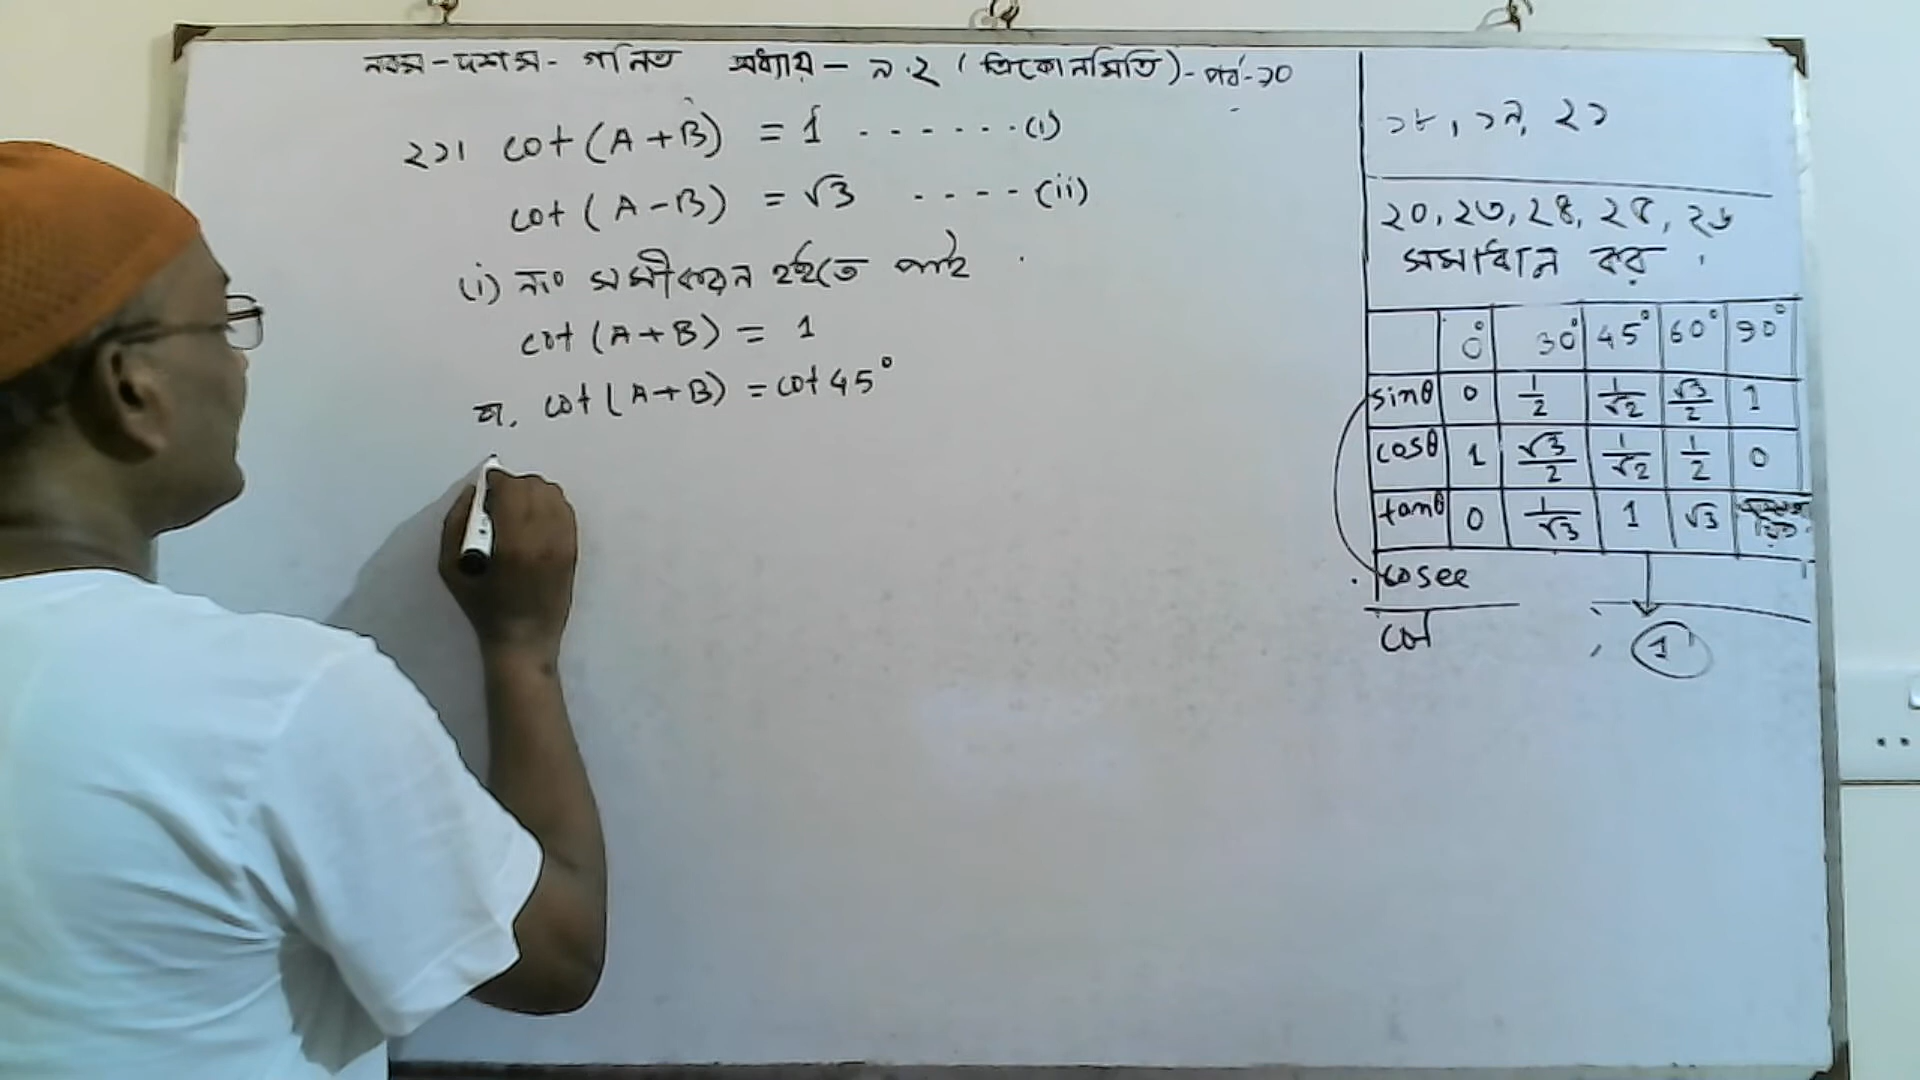 নবম-দশম- গনিত অধ্যায় - ৯.২ (ত্রিকোনমিতি)- পর্ব-১০
২১। cot (A+B) = 1 ....... (i)
cot (A-B) = √3 .... (ii)
(i) নং সমীকরন হইতে পাই
cot (A+B) = 1
বা, cot (A+B) = cot 45°
১৮, ১৯, ২১
২০, ২৩, ২৪, ২৫, ২৬
সমাধান কর
0° 30° 45° 60° 90°
sinθ 0 1/2 1/√2 √3/2 1
cosθ 1 √3/2 1/√2 1/2 0
tanθ 0 1/√3 1 √3
cosec
cot 1